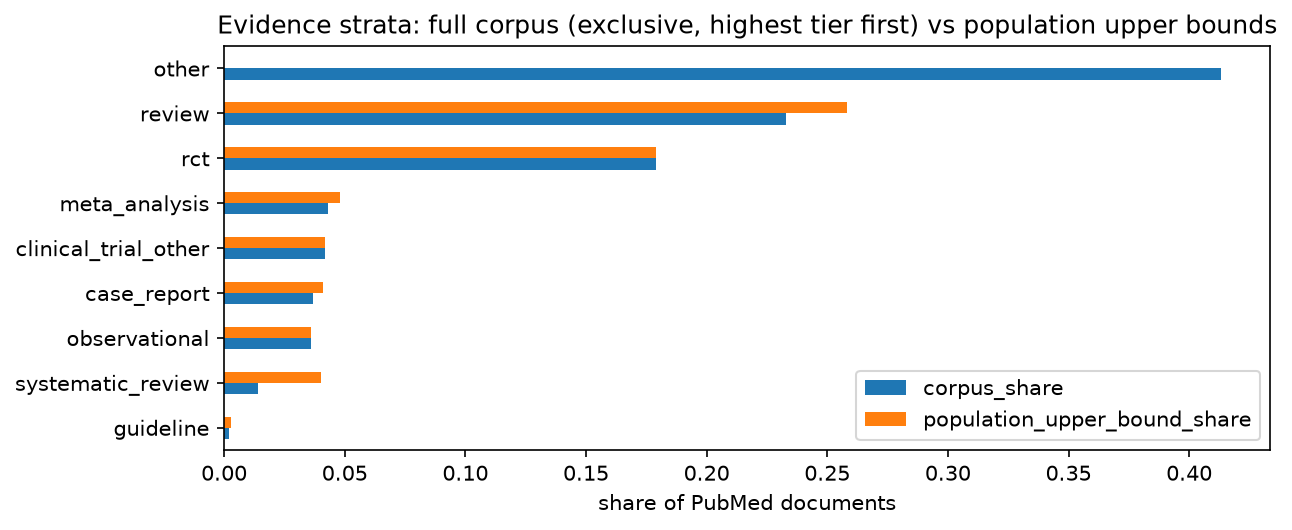 Evidence strata: full corpus (exclusive, highest tier first) vs population upper bounds
other
review
rct
meta_analysis
clinical_trial_other
case_report
observational
systematic_review
guideline
corpus_share
population_upper_bound_share
0.00 0.05 0.10 0.15 0.20 0.25 0.30 0.35 0.40
share of PubMed documents